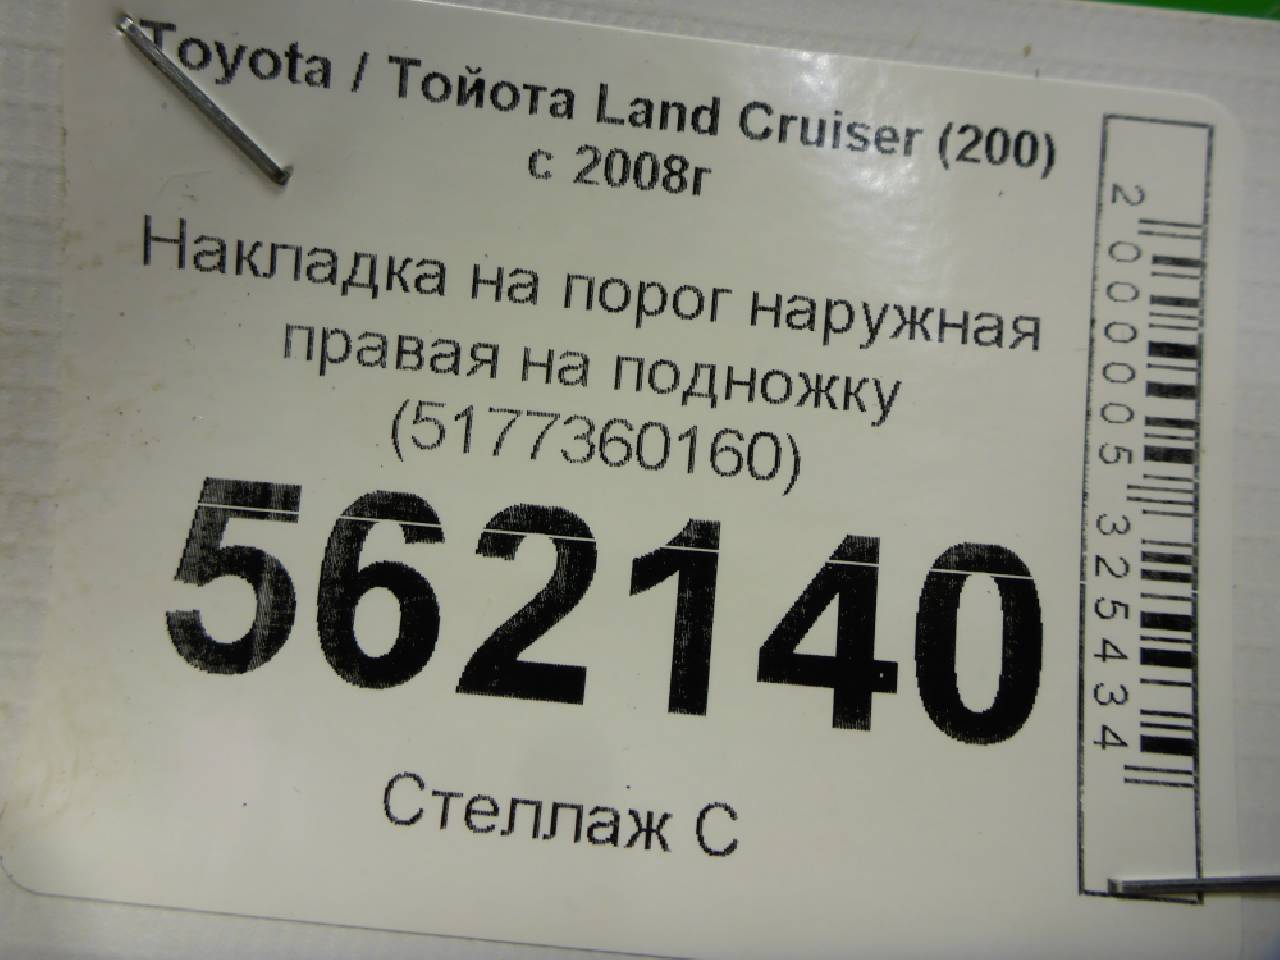 Toyota / Тойота Land Cruiser (200)
с 2008г
Накладка на порог наружная
правая на подножку
(5177360160)
562140
Стеллаж С
2000005325434